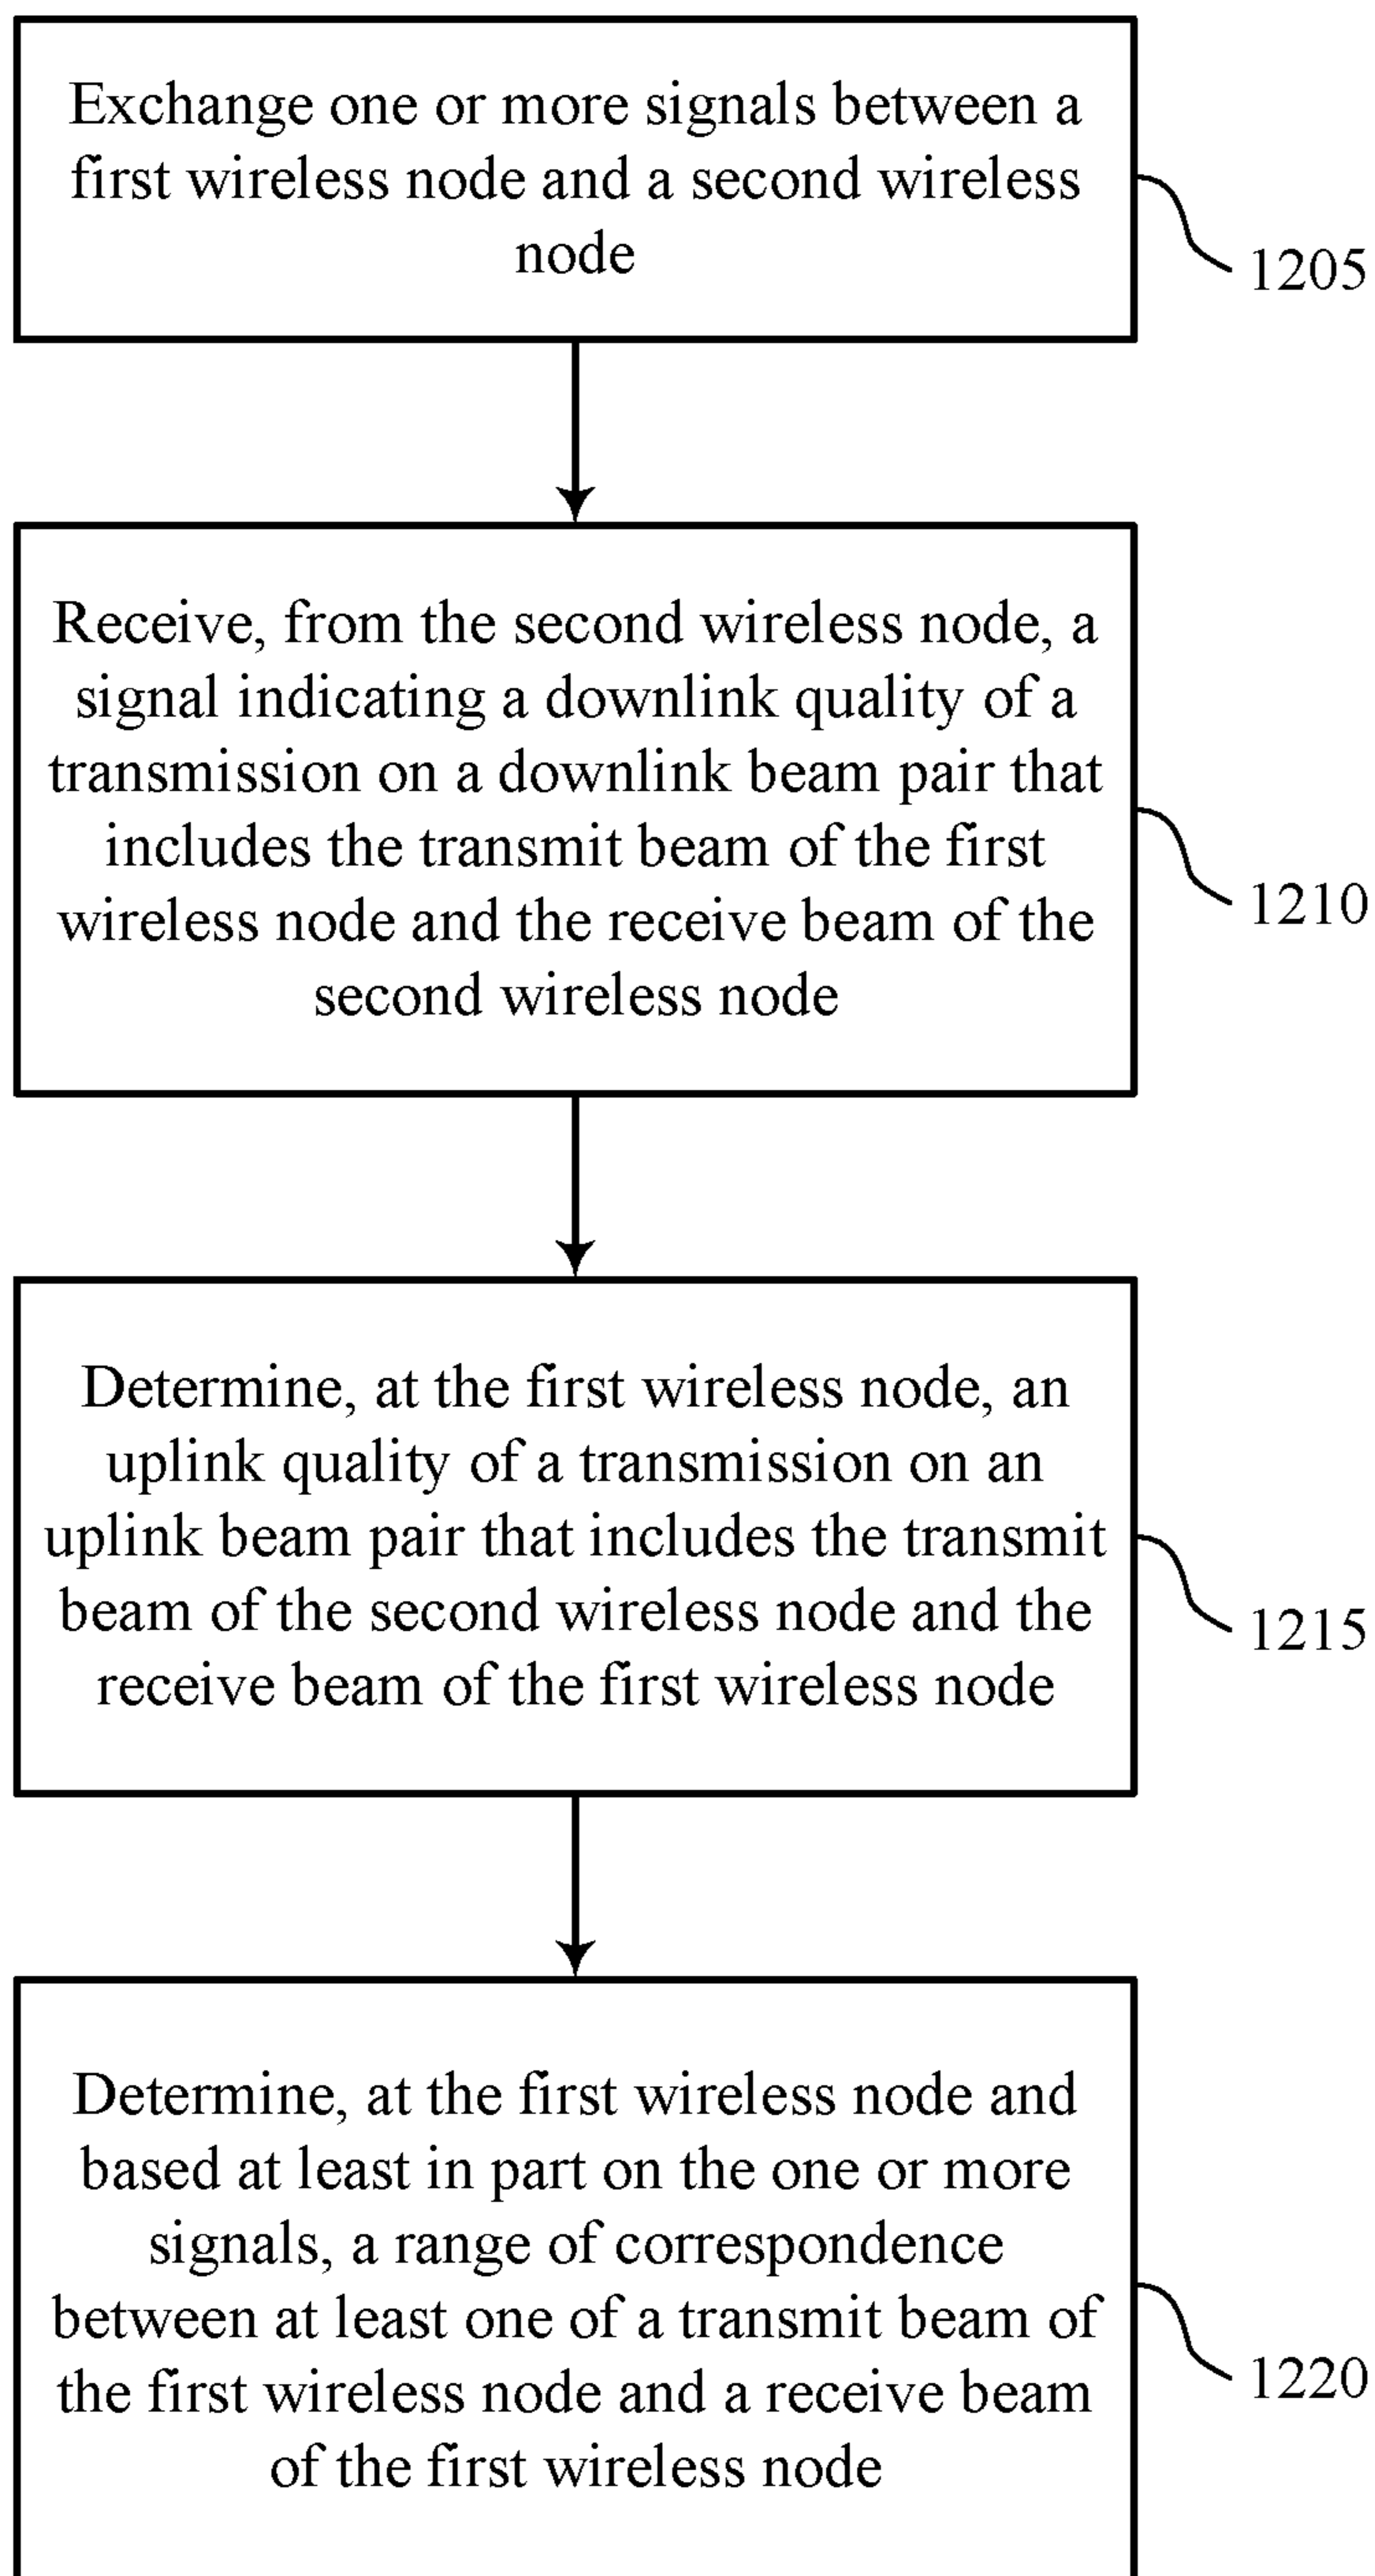 Exchange one or more signals between a
first wireless node and a second wireless
node
1205
Receive, from the second wireless node, a
signal indicating a downlink quality of a
transmission on a downlink beam pair that
includes the transmit beam of the first
wireless node and the receive beam of the
second wireless node
1210
Determine, at the first wireless node, an
uplink quality of a transmission on an
uplink beam pair that includes the transmit
beam of the second wireless node and the
receive beam of the first wireless node
1215
Determine, at the first wireless node and
based at least in part on the one or more
signals, a range of correspondence
between at least one of a transmit beam of
the first wireless node and a receive beam
of the first wireless node
1220